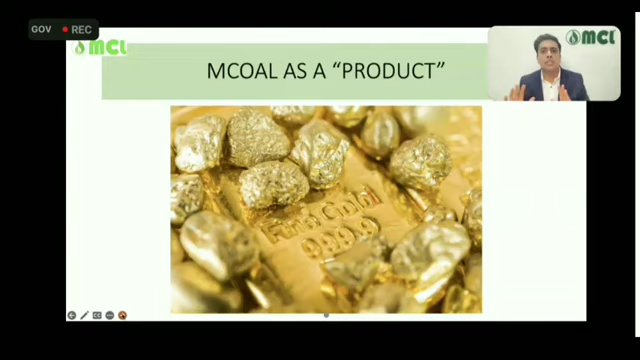 GOV REC
MCL
MCL
MCOAL AS A “PRODUCT”
Fine Gold
999.9